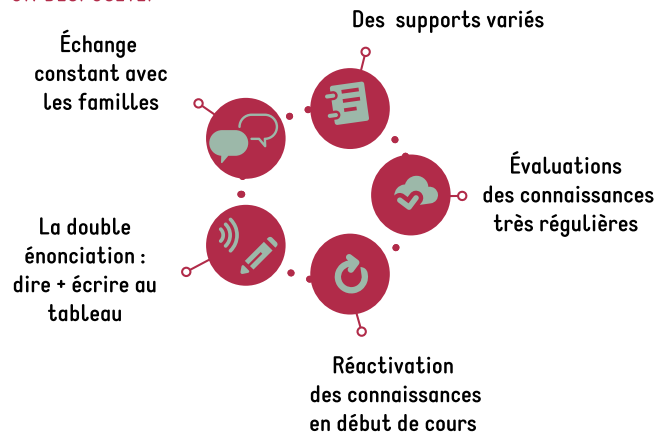 Des supports variés
Échange
constant avec
les familles
Évaluations
des connaissances
très régulières
La double
énonciation :
dire + écrire au
tableau
Réactivation
des connaissances
en début de cours